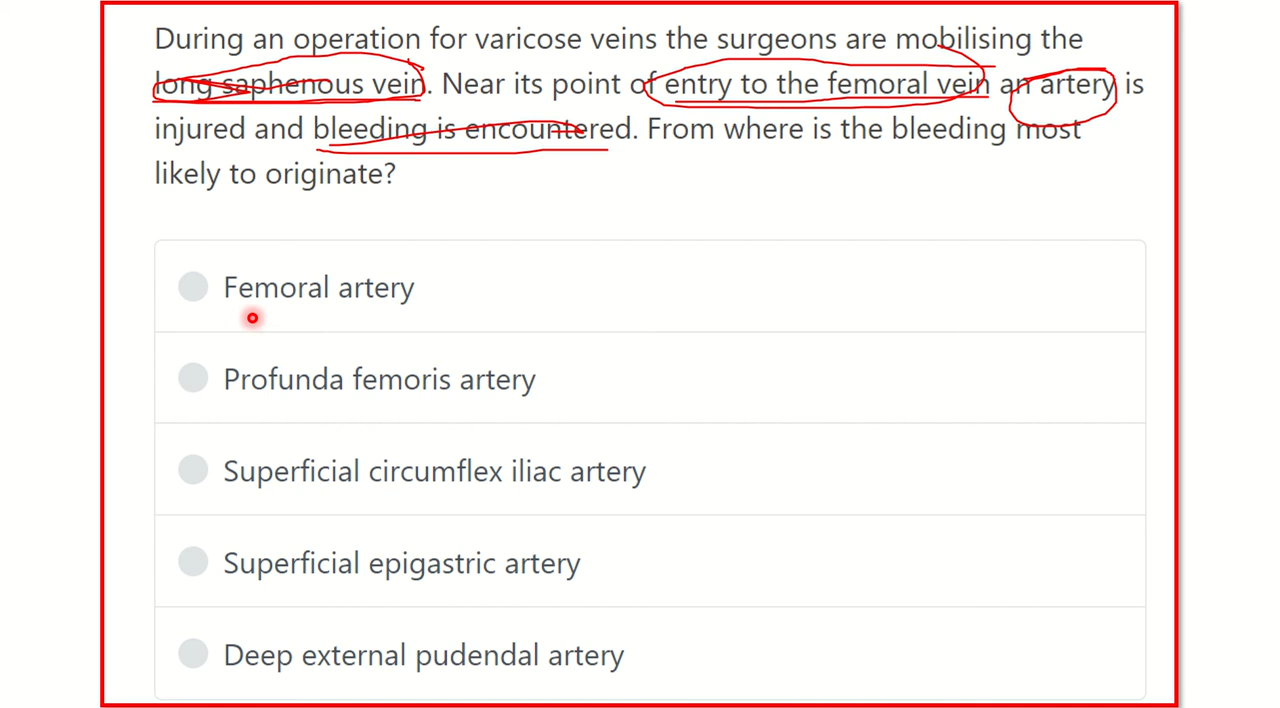 During an operation for varicose veins the surgeons are mobilising the
long saphenous vein. Near its point of entry to the femoral vein an artery is
injured and bleeding is encountered. From where is the bleeding most
likely to originate?
Femoral artery
Profunda femoris artery
Superficial circumflex iliac artery
Superficial epigastric artery
Deep external pudendal artery